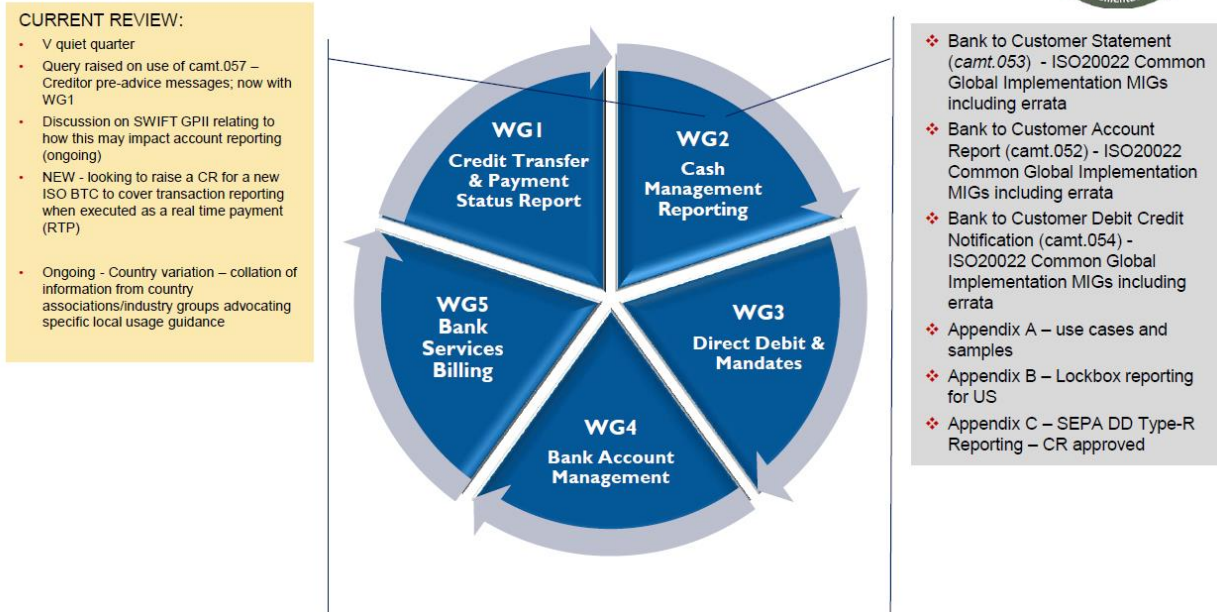 CURRENT REVIEW:
• V quiet quarter
• Query raised on use of camt.057 –
Creditor pre-advice messages; now with
WG1
• Discussion on SWIFT GPII relating to
how this may impact account reporting
(ongoing)
• NEW - looking to raise a CR for a new
ISO BTC to cover transaction reporting
when executed as a real time payment
(RTP)
• Ongoing - Country variation – collation of
information from country
associations/industry groups advocating
specific local usage guidance
WG1
Credit Transfer
& Payment
Status Report
WG2
Cash
Management
Reporting
WG3
Direct Debit &
Mandates
WG4
Bank Account
Management
WG5
Bank
Services
Billing
❖ Bank to Customer Statement
(camt.053) - ISO20022 Common
Global Implementation MIGs
including errata
❖ Bank to Customer Account
Report (camt.052) - ISO20022
Common Global Implementation
MIGs including errata
❖ Bank to Customer Debit Credit
Notification (camt.054) -
ISO20022 Common Global
Implementation MIGs including
errata
❖ Appendix A – use cases and
samples
❖ Appendix B – Lockbox reporting
for US
❖ Appendix C – SEPA DD Type-R
Reporting – CR approved